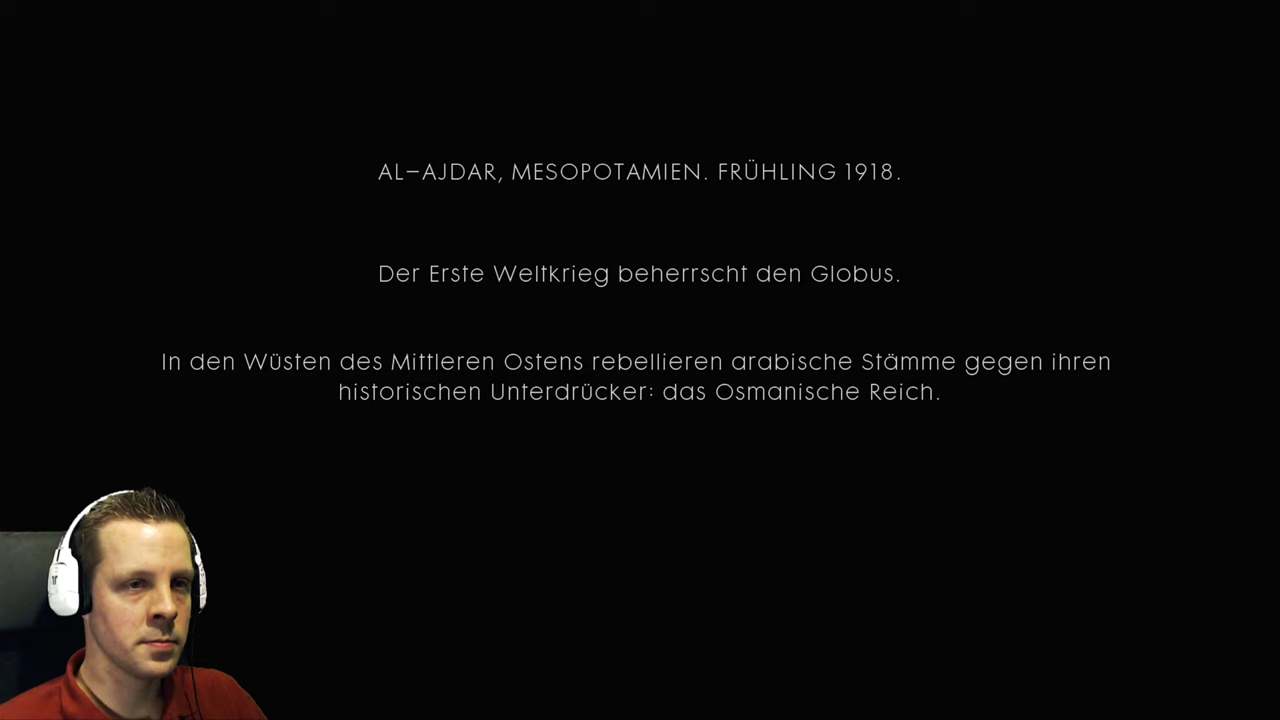 AL–AJDAR, MESOPOTAMIEN. FRÜHLING 1918.
Der Erste Weltkrieg beherrscht den Globus.
In den Wüsten des Mittleren Ostens rebellieren arabische Stämme gegen ihren
historischen Unterdrücker: das Osmanische Reich.